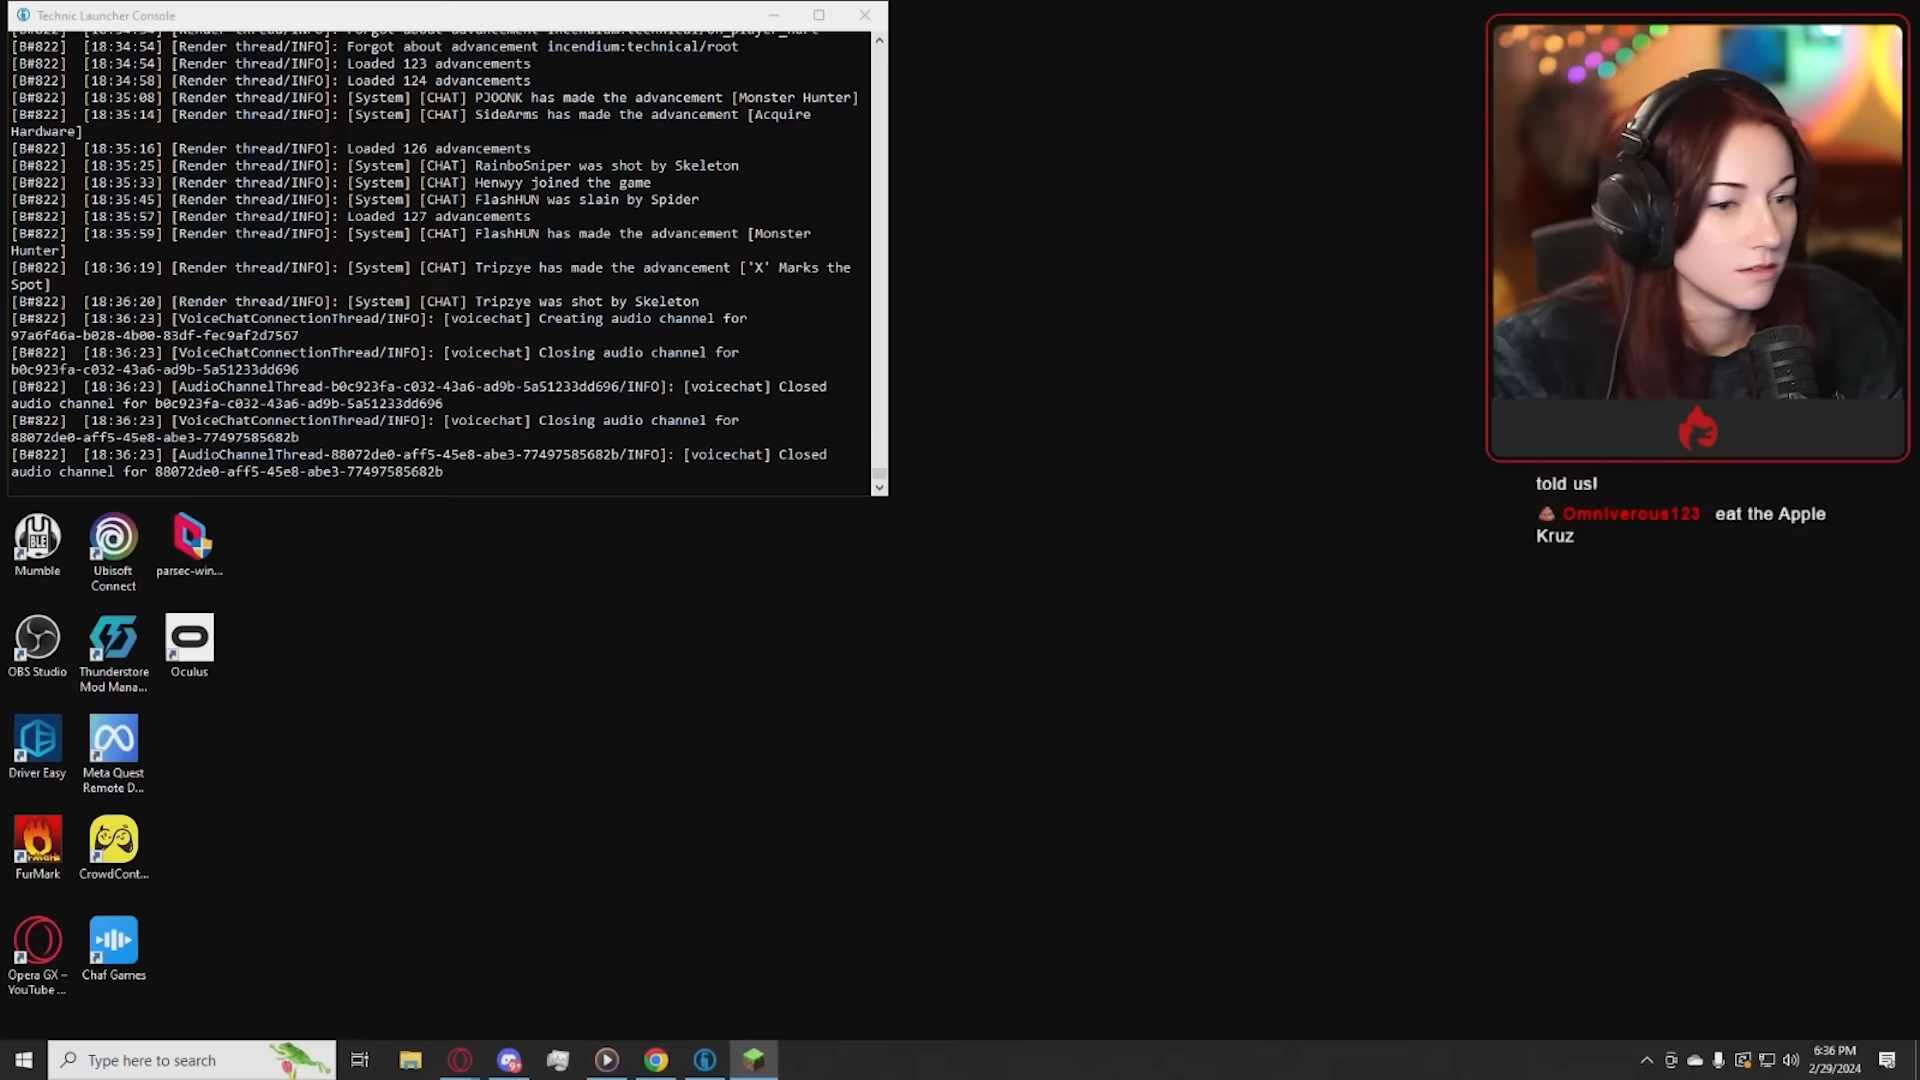 Technic Launcher Console
[B#822] [18:34:54] [Render thread/INFO]: Forgot about advancement incendium:technical/on_player_hurt
[B#822] [18:34:54] [Render thread/INFO]: Forgot about advancement incendium:technical/root
[B#822] [18:34:54] [Render thread/INFO]: Loaded 123 advancements
[B#822] [18:34:58] [Render thread/INFO]: Loaded 124 advancements
[B#822] [18:35:08] [Render thread/INFO]: [System] [CHAT] PJOONK has made the advancement [Monster Hunter]
[B#822] [18:35:14] [Render thread/INFO]: [System] [CHAT] SideArms has made the advancement [Acquire
Hardware]
[B#822] [18:35:16] [Render thread/INFO]: Loaded 126 advancements
[B#822] [18:35:25] [Render thread/INFO]: [System] [CHAT] RainboSniper was shot by Skeleton
[B#822] [18:35:33] [Render thread/INFO]: [System] [CHAT] Henwyy joined the game
[B#822] [18:35:45] [Render thread/INFO]: [System] [CHAT] FlashHUN was slain by Spider
[B#822] [18:35:57] [Render thread/INFO]: Loaded 127 advancements
[B#822] [18:35:59] [Render thread/INFO]: [System] [CHAT] FlashHUN has made the advancement [Monster
Hunter]
[B#822] [18:36:19] [Render thread/INFO]: [System] [CHAT] Tripzye has made the advancement ['X' Marks the
Spot]
[B#822] [18:36:20] [Render thread/INFO]: [System] [CHAT] Tripzye was shot by Skeleton
[B#822] [18:36:23] [VoiceChatConnectionThread/INFO]: [voicechat] Creating audio channel for
97a6f46a-b028-4b00-83df-fec9af2d7567
[B#822] [18:36:23] [VoiceChatConnectionThread/INFO]: [voicechat] Closing audio channel for
b0c923fa-c032-43a6-ad9b-5a51233dd696
[B#822] [18:36:23] [AudioChannelThread-b0c923fa-c032-43a6-ad9b-5a51233dd696/INFO]: [voicechat] Closed
audio channel for b0c923fa-c032-43a6-ad9b-5a51233dd696
[B#822] [18:36:23] [VoiceChatConnectionThread/INFO]: [voicechat] Closing audio channel for
88072de0-aff5-45e8-abe3-77497585682b
[B#822] [18:36:23] [AudioChannelThread-88072de0-aff5-45e8-abe3-77497585682b/INFO]: [voicechat] Closed
audio channel for 88072de0-aff5-45e8-abe3-77497585682b
told us!
Omniverous123 eat the Apple
Kruz
Mumble
Ubisoft
Connect
parsec-win...
OBS Studio
Thunderstore
Mod Mana...
Oculus
Driver Easy
Meta Quest
Remote D...
FurMark
CrowdCont...
Opera GX –
YouTube ...
Chaf Games
Type here to search
9+
6:36 PM
2/29/2024